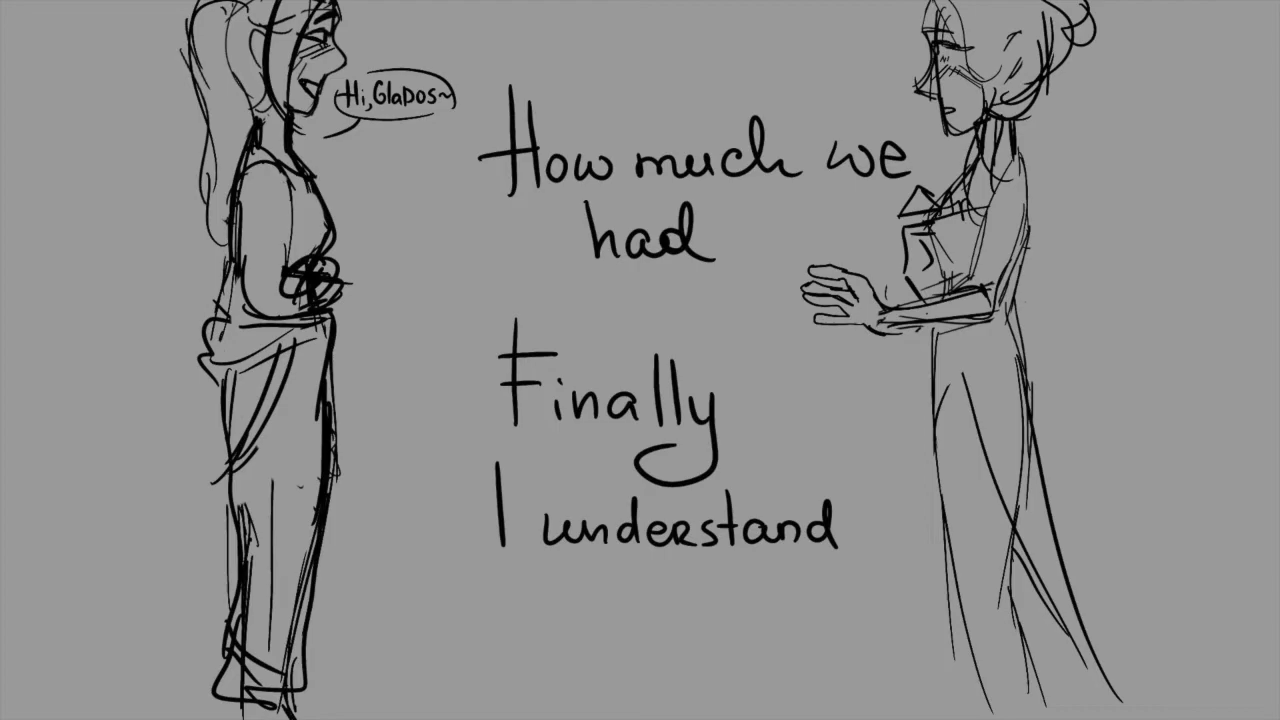 Hi, GlaDOS~
How much we
had
Finally
I understand